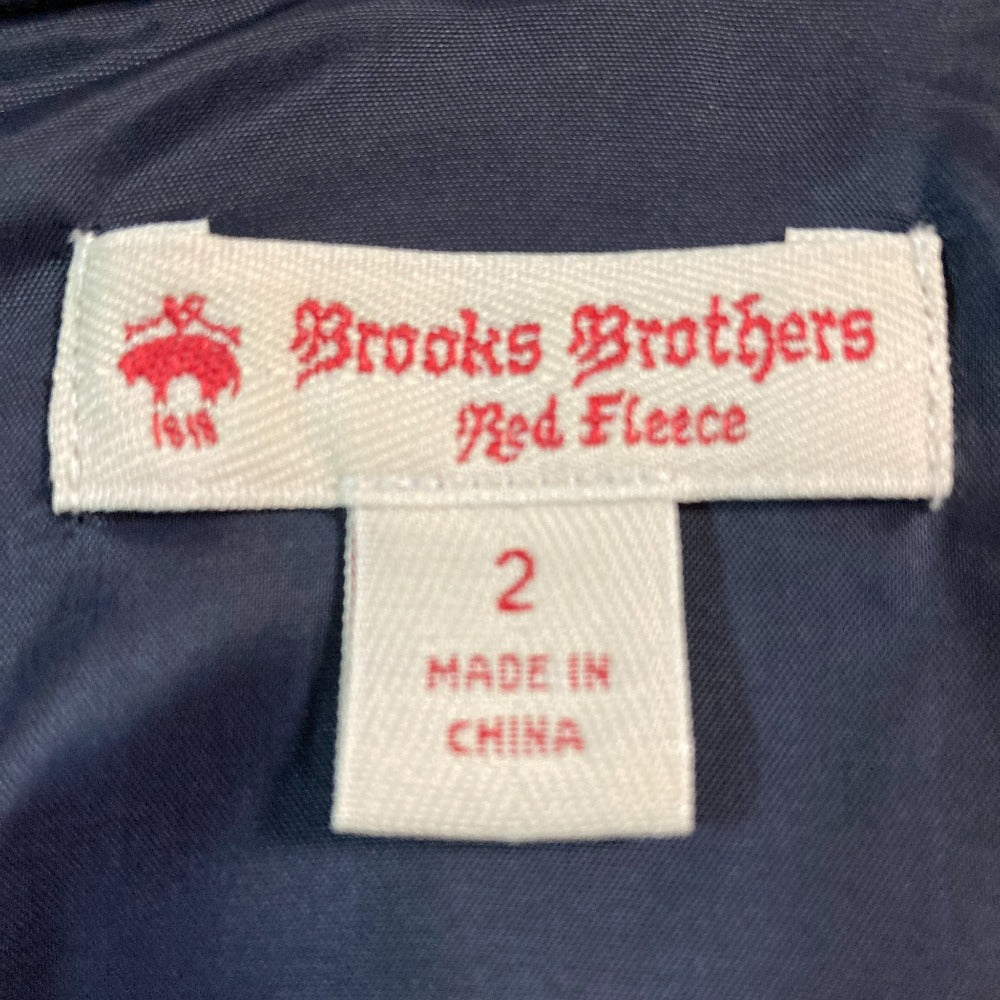 Brooks Brothers
Red Fleece
1818
2
MADE IN
CHINA